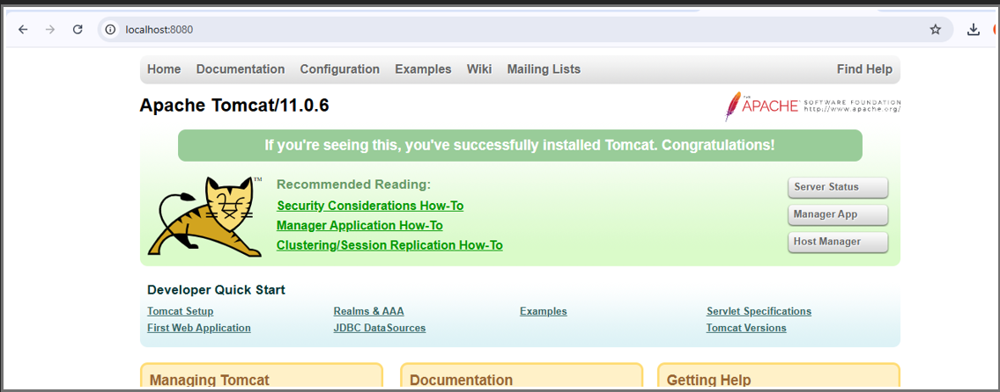 localhost:8080
Home Documentation Configuration Examples Wiki Mailing Lists Find Help
Apache Tomcat/11.0.6
THE APACHE SOFTWARE FOUNDATION
http://www.apache.org/
If you're seeing this, you've successfully installed Tomcat. Congratulations!
TM
Recommended Reading:
Security Considerations How-To
Manager Application How-To
Clustering/Session Replication How-To
Server Status
Manager App
Host Manager
Developer Quick Start
Tomcat Setup
First Web Application
Realms & AAA
JDBC DataSources
Examples
Servlet Specifications
Tomcat Versions
Managing Tomcat
Documentation
Getting Help